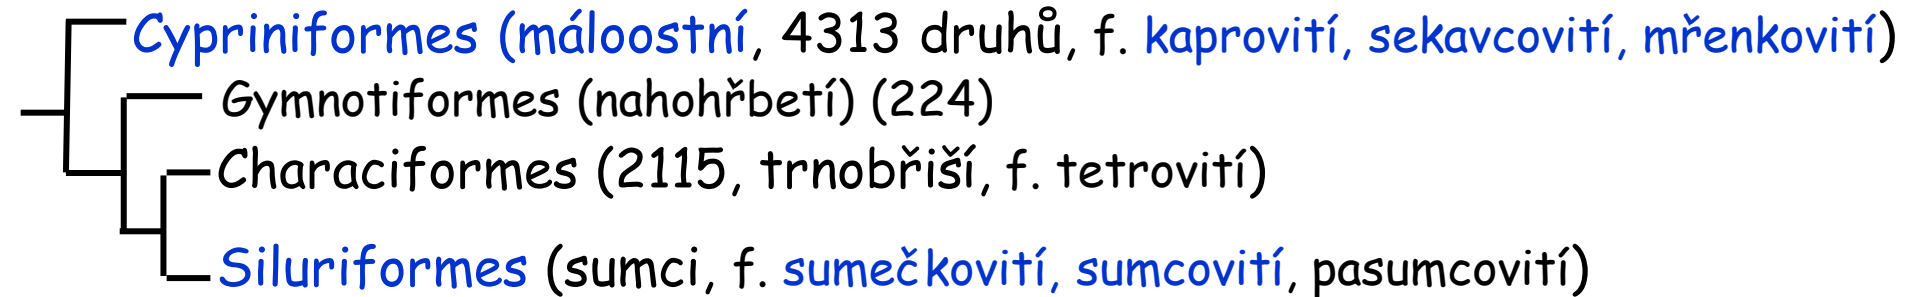 Cypriniformes (máloostní, 4313 druhů, f. kaprovití, sekavcovití, mřenkovití)
Gymnotiformes (nahohřbetí) (224)
Characiformes (2115, trnobřiší, f. tetrovití)
Siluriformes (sumci, f. sumečkovití, sumcovití, pasumcovití)